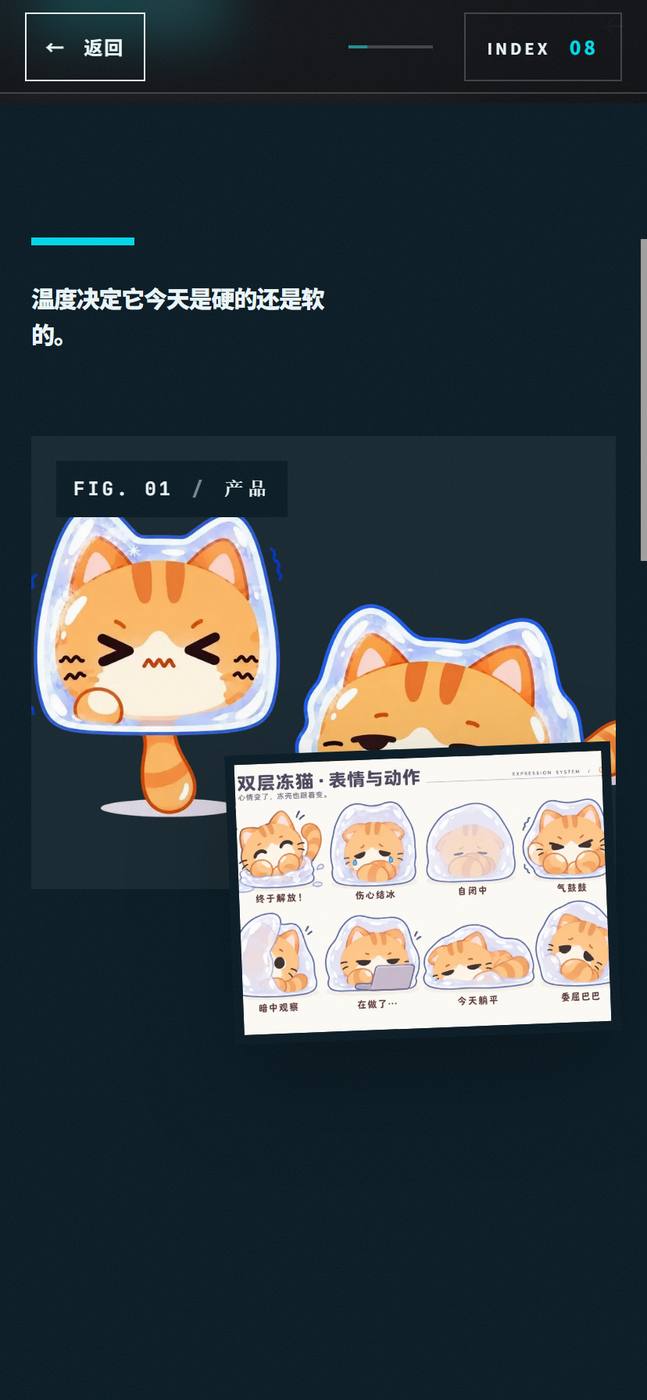 ← 返回
INDEX 08
温度决定它今天是硬的还是软
的。
FIG. 01 / 产品
双层冻猫·表情与动作
EXPRESSION SYSTEM /
心情变了，冻壳也跟着变。
终于解放！
伤心结冰
自闭中
气鼓鼓
暗中观察
在做了…
今天躺平
委屈巴巴